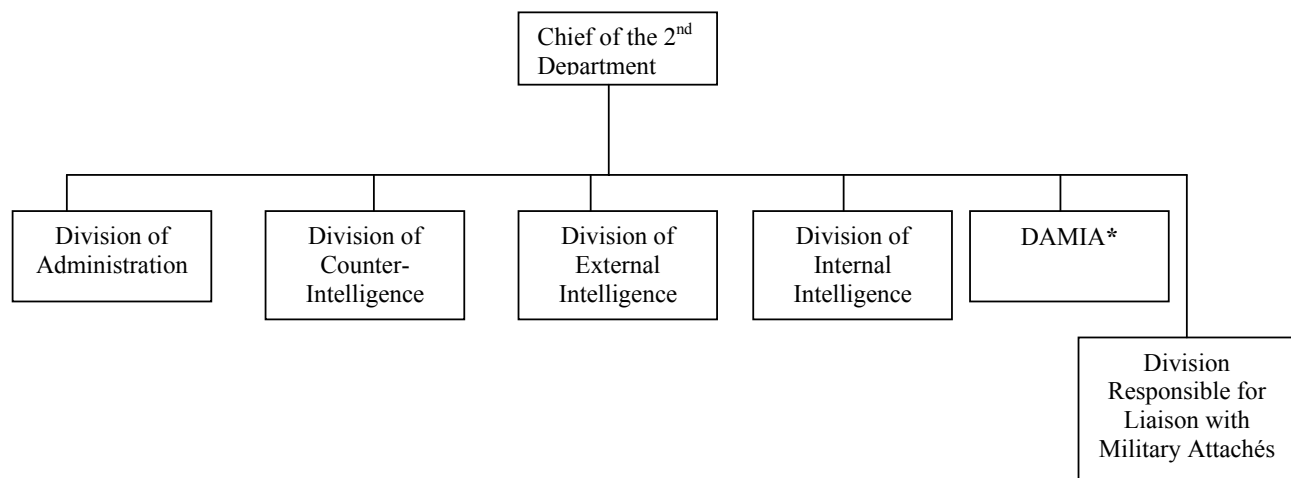 Chief of the 2nd
Department
Division of
Administration
Division of
Counter-
Intelligence
Division of
External
Intelligence
Division of
Internal
Intelligence
DAMIA*
Division
Responsible for
Liaison with
Military Attachés